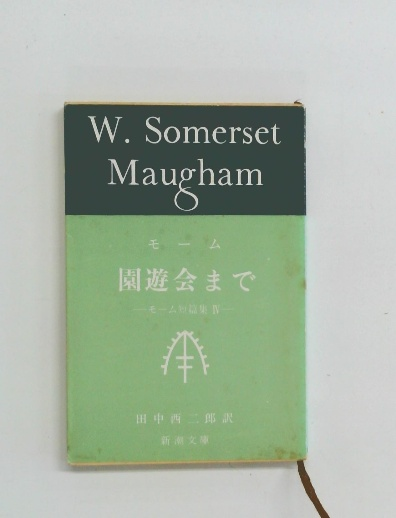 W. Somerset
Maugham
モーム
園遊会まで
—モーム短篇集 Ⅳ—
田中西二郎訳
新潮文庫